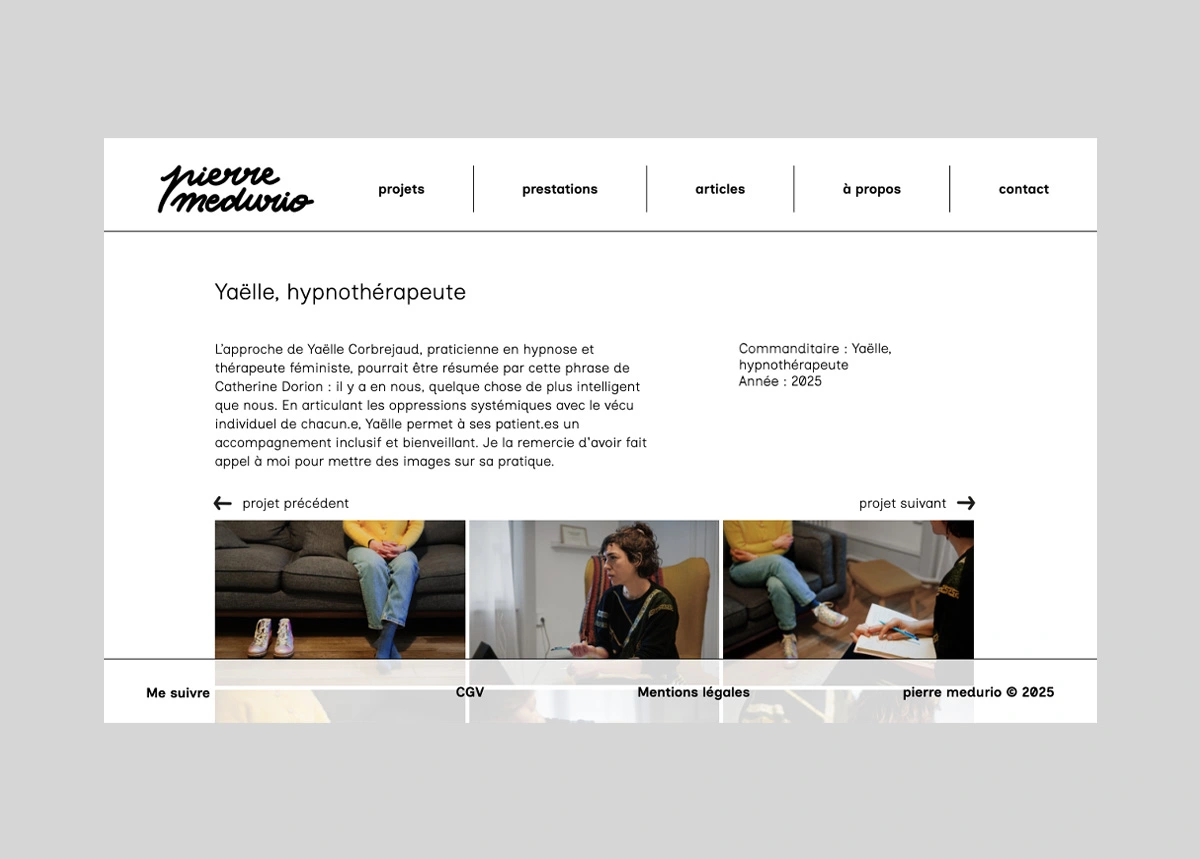 pierre
medurio
projets
prestations
articles
à propos
contact
Yaëlle, hypnothérapeute
L'approche de Yaëlle Corbrejaud, praticienne en hypnose et
thérapeute féministe, pourrait être résumée par cette phrase de
Catherine Dorion : il y a en nous, quelque chose de plus intelligent
que nous. En articulant les oppressions systémiques avec le vécu
individuel de chacun.e, Yaëlle permet à ses patient.es un
accompagnement inclusif et bienveillant. Je la remercie d'avoir fait
appel à moi pour mettre des images sur sa pratique.
Commanditaire : Yaëlle,
hypnothérapeute
Année : 2025
projet précédent
projet suivant
Me suivre
CGV
Mentions légales
pierre medurio © 2025